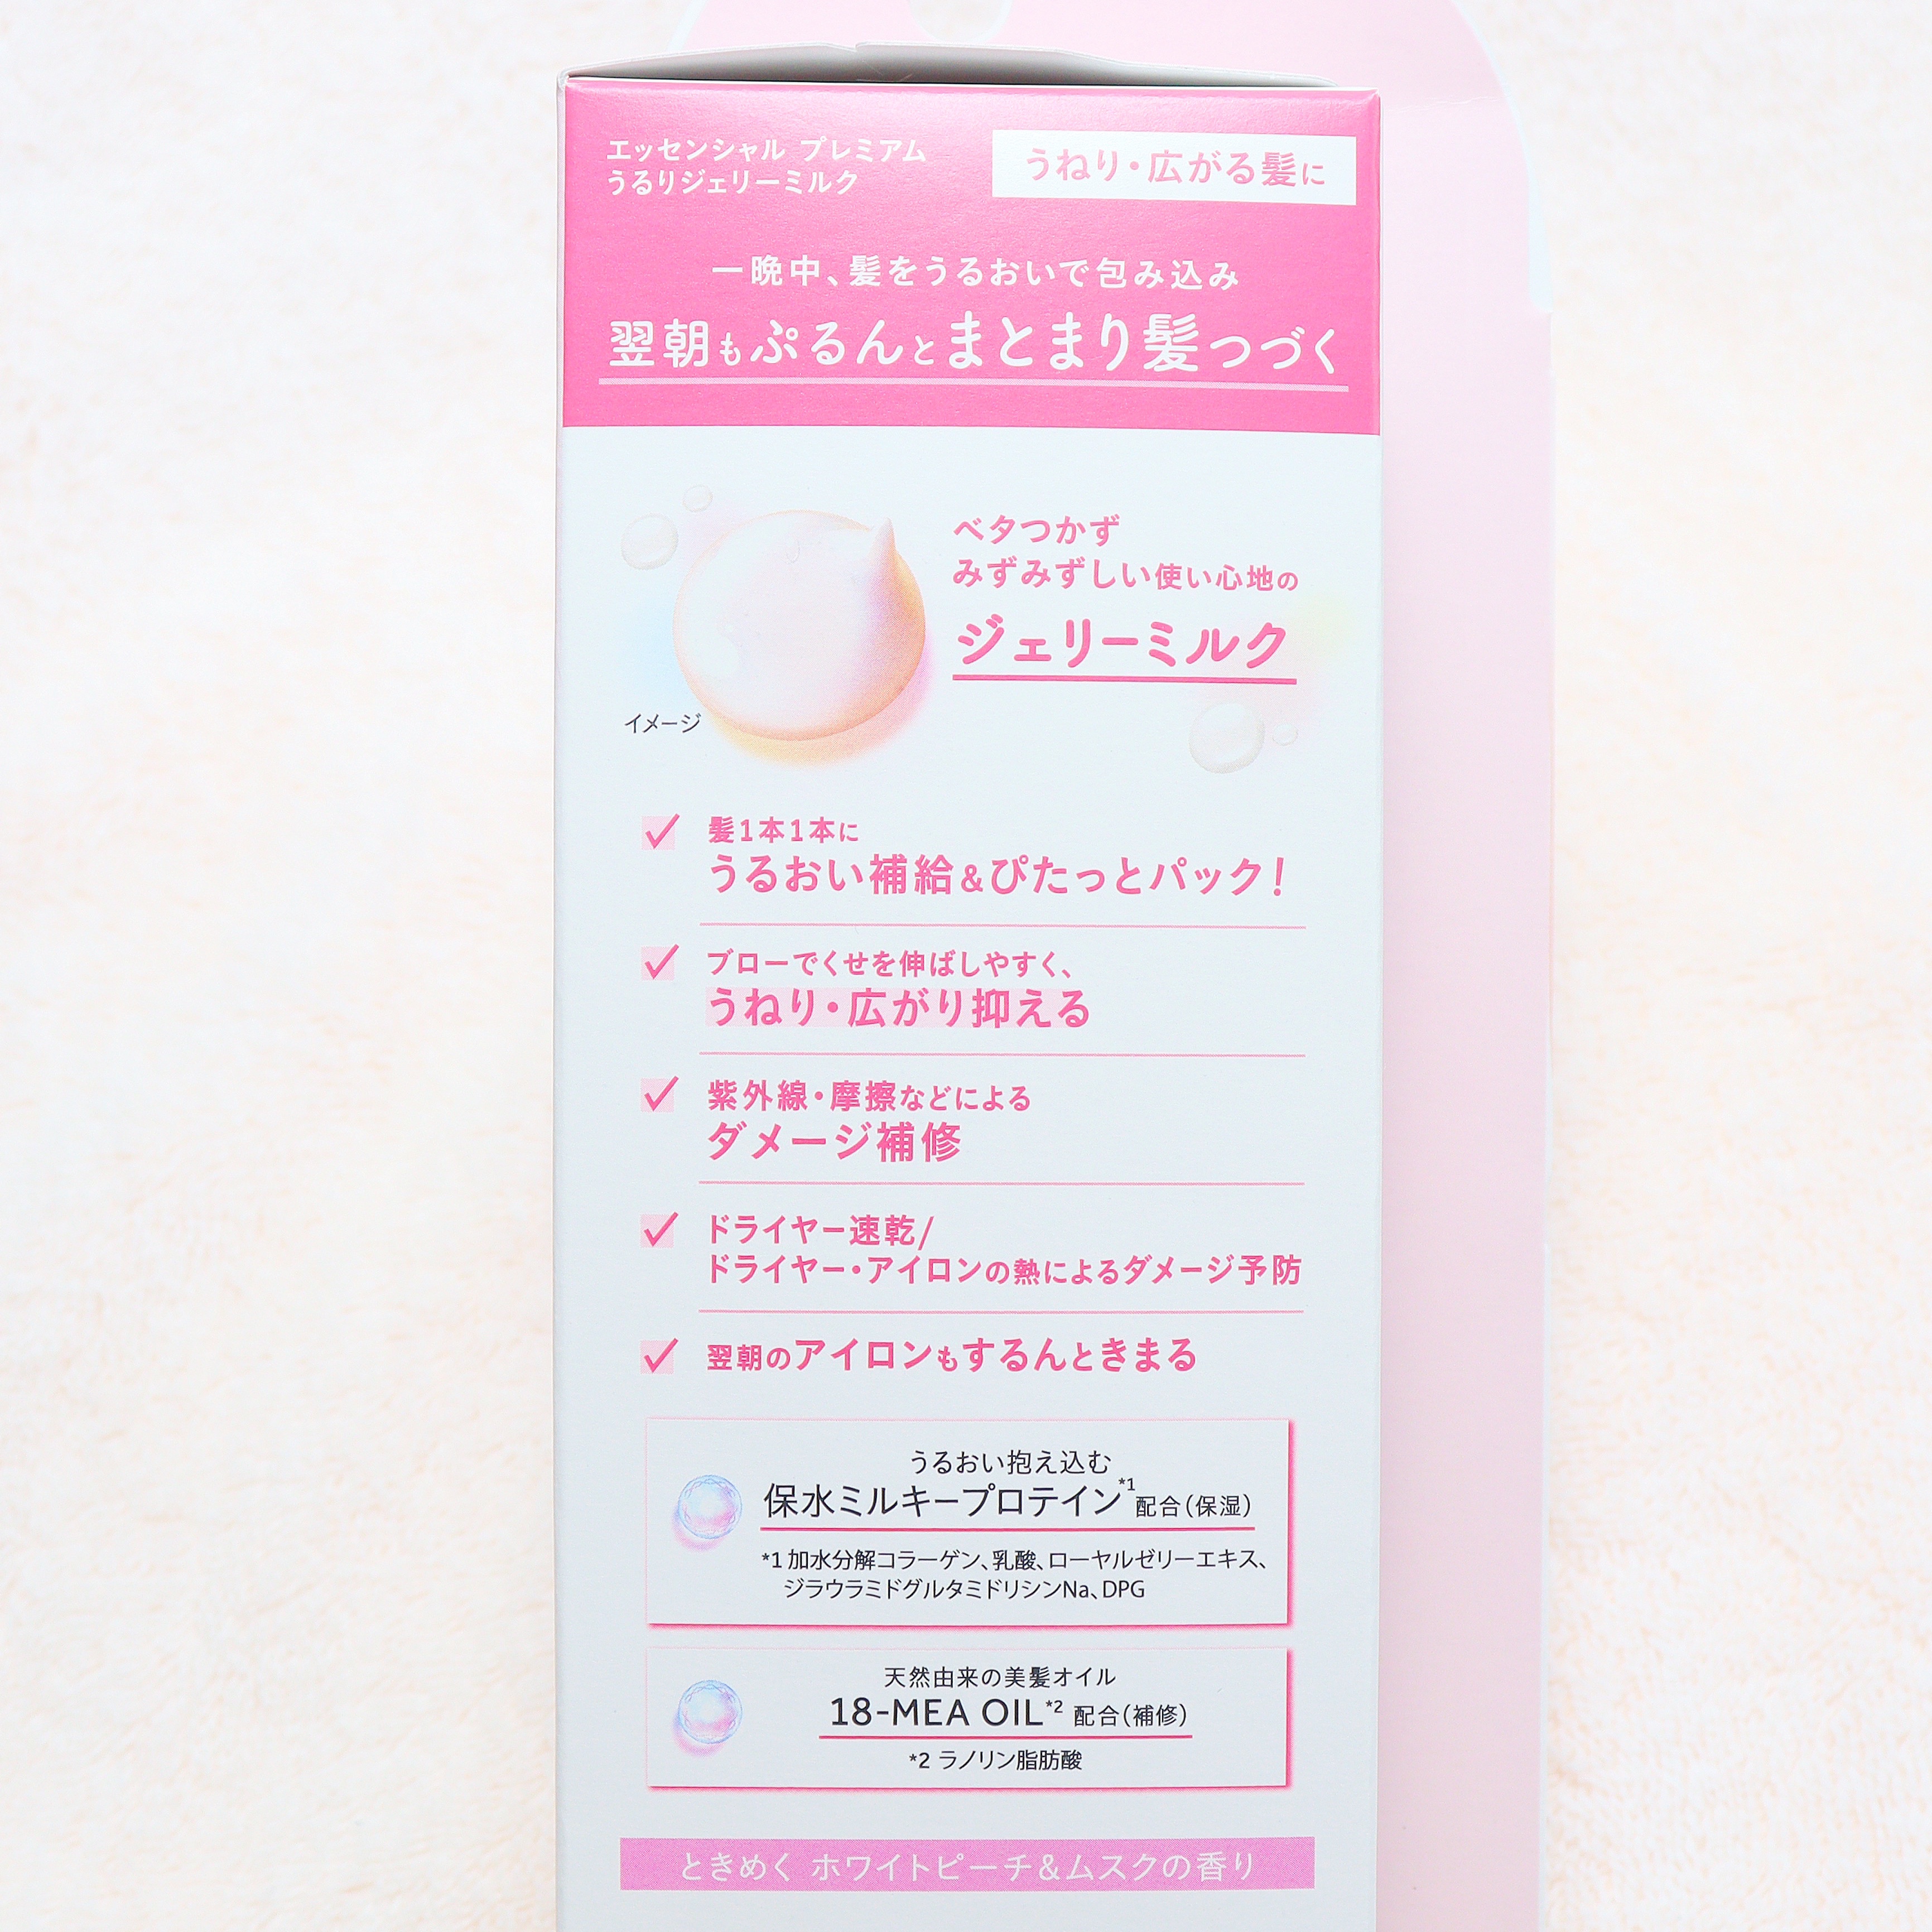 エッセンシャル プレミアム
うるりジェリーミルク
うねり・広がる髪に
一晩中、髪をうるおいで包み込み
翌朝もぷるんとまとまり髪つづく
ベタつかず
みずみずしい使い心地の
ジェリーミルク
イメージ
髪1本1本に
うるおい補給&ぴたっとパック!
ブローでくせを伸ばしやすく、
うねり・広がり抑える
紫外線・摩擦などによる
ダメージ補修
ドライヤー速乾/
ドライヤー・アイロンの熱によるダメージ予防
翌朝のアイロンもするんときまる
うるおい抱え込む
保水ミルキープロテイン*1配合(保湿)
*1 加水分解コラーゲン、乳酸、ローヤルゼリーエキス、
ジラウラミドグルタミドリシンNa、DPG
天然由来の美髪オイル
18-MEA OIL*2 配合(補修)
*2 ラノリン脂肪酸
ときめく ホワイトピーチ&ムスクの香り